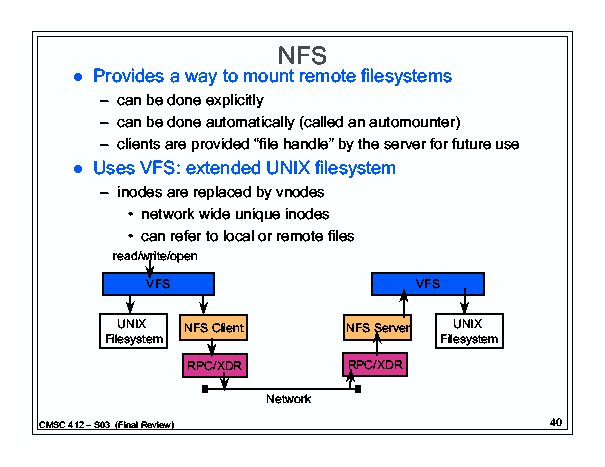 NFS
● Provides a way to mount remote filesystems
– can be done explicitly
– can be done automatically (called an automounter)
– clients are provided “file handle” by the server for future use
● Uses VFS: extended UNIX filesystem
– inodes are replaced by vnodes
• network wide unique inodes
• can refer to local or remote files
read/write/open
VFS
VFS
UNIX
Filesystem
NFS Client
NFS Server
UNIX
Filesystem
RPC/XDR
RPC/XDR
Network
CMSC 412 – S03 (Final Review)
40